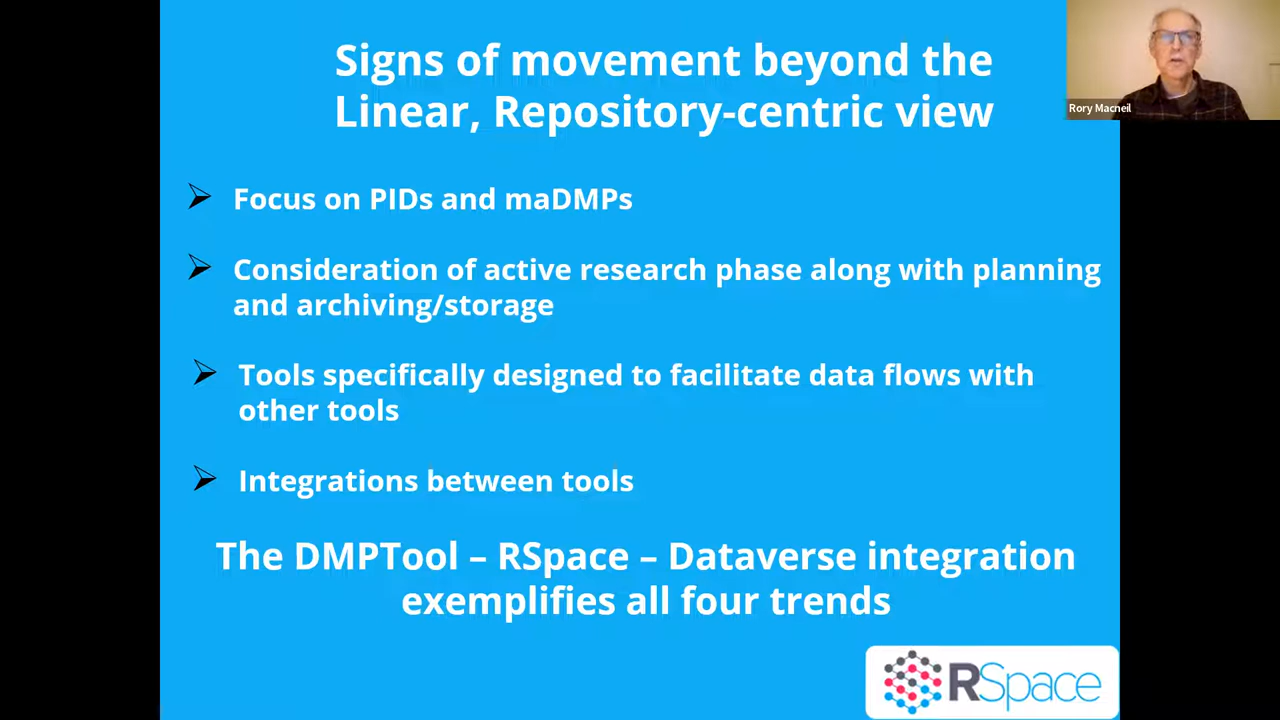 Signs of movement beyond the
Linear, Repository-centric view
Rory Macneil
Focus on PIDs and maDMPs
Consideration of active research phase along with planning
and archiving/storage
Tools specifically designed to facilitate data flows with
other tools
Integrations between tools
The DMPTool – RSpace – Dataverse integration
exemplifies all four trends
RSpace